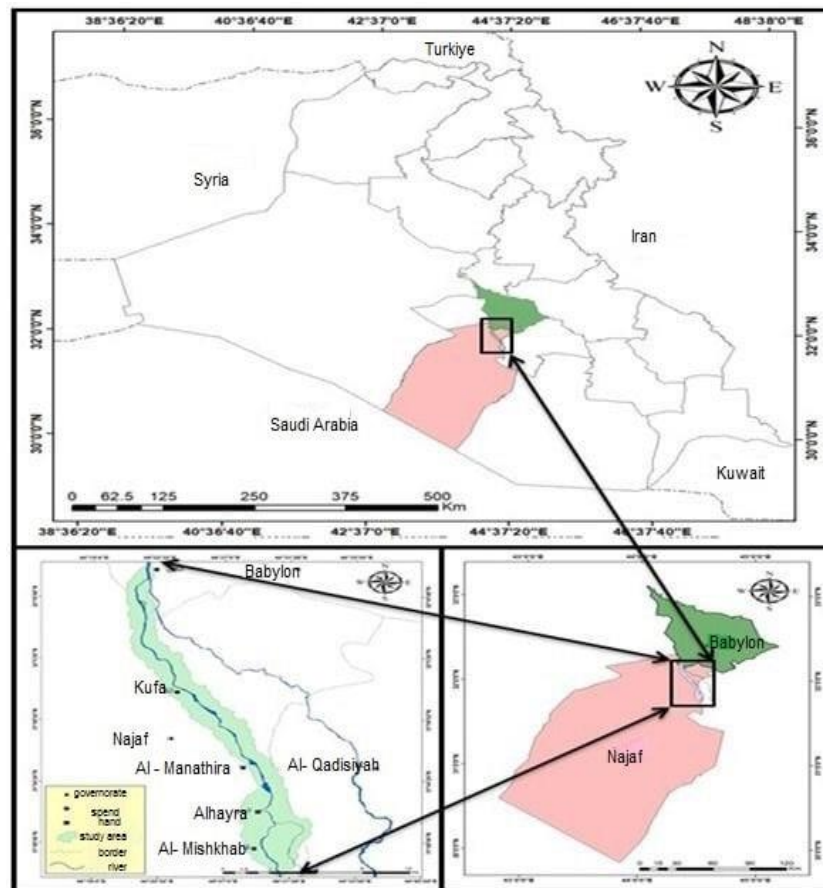 38°36'20"E 40°36'40"E 42°37'0"E 44°37'20"E 46°37'40"E 48°38'0"E
Turkiye
N
W E
S
36°0'0"N 36°0'0"N
Syria
Iran
34°0'0"N 34°0'0"N
32°0'0"N 32°0'0"N
Saudi Arabia
30°0'0"N 30°0'0"N
Kuwait
0 62.5 125 250 375 500
Km
38°36'20"E 40°36'40"E 42°37'0"E 44°37'20"E 46°37'40"E
Babylon
Kufa
Najaf
Al - Manathira
Al- Qadisiyah
Alhayra
Al- Mishkhab
governorate
spend
hand
study area
border
river
Babylon
Najaf